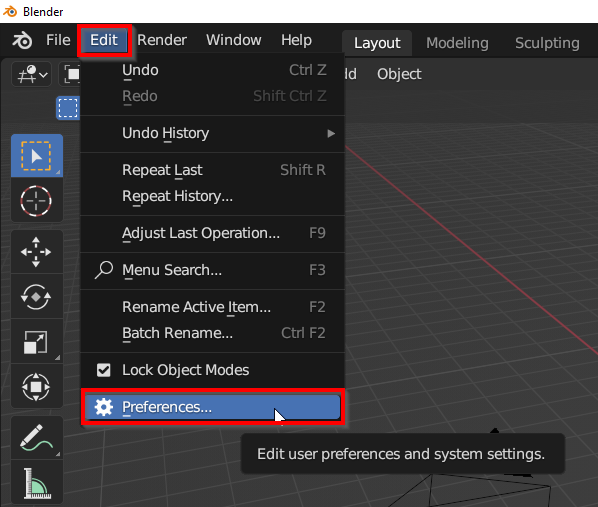 Blender
File Edit Render Window Help Layout Modeling Sculpting
Object
Undo Ctrl Z
Redo Shift Ctrl Z
Undo History
Repeat Last Shift R
Repeat History...
Adjust Last Operation... F9
Menu Search... F3
Rename Active Item... F2
Batch Rename... Ctrl F2
Lock Object Modes
Preferences...
Edit user preferences and system settings.